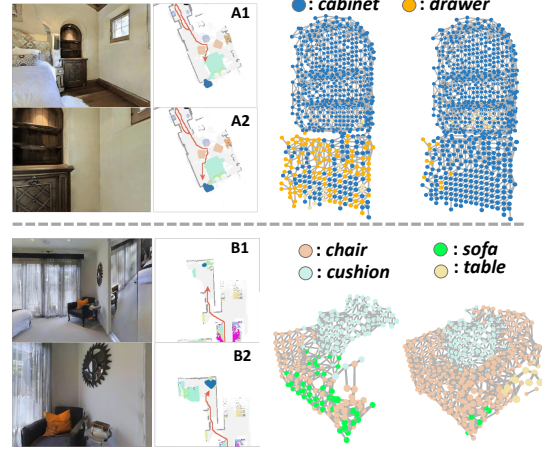 : cabinet : drawer
A1
A2
: chair : sofa
: cushion : table
B1
B2